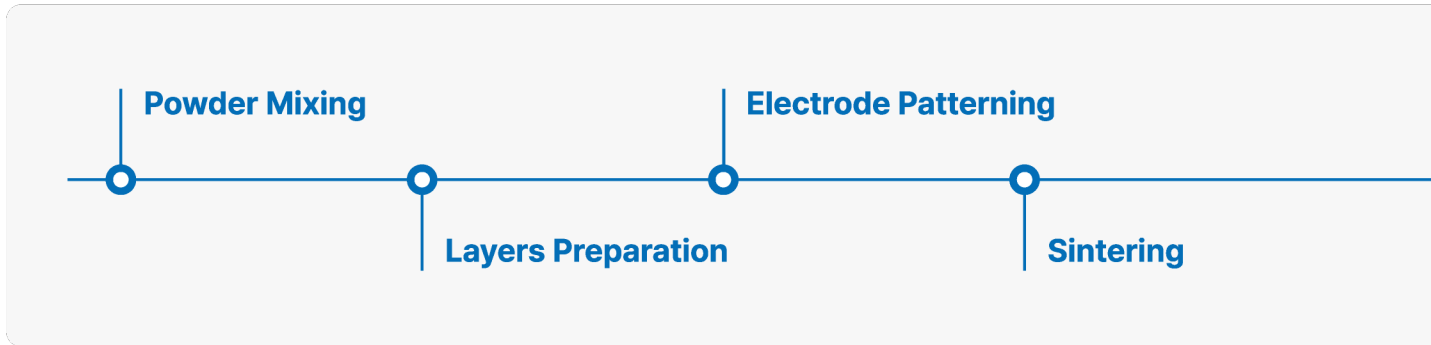 Powder Mixing
Layers Preparation
Electrode Patterning
Sintering